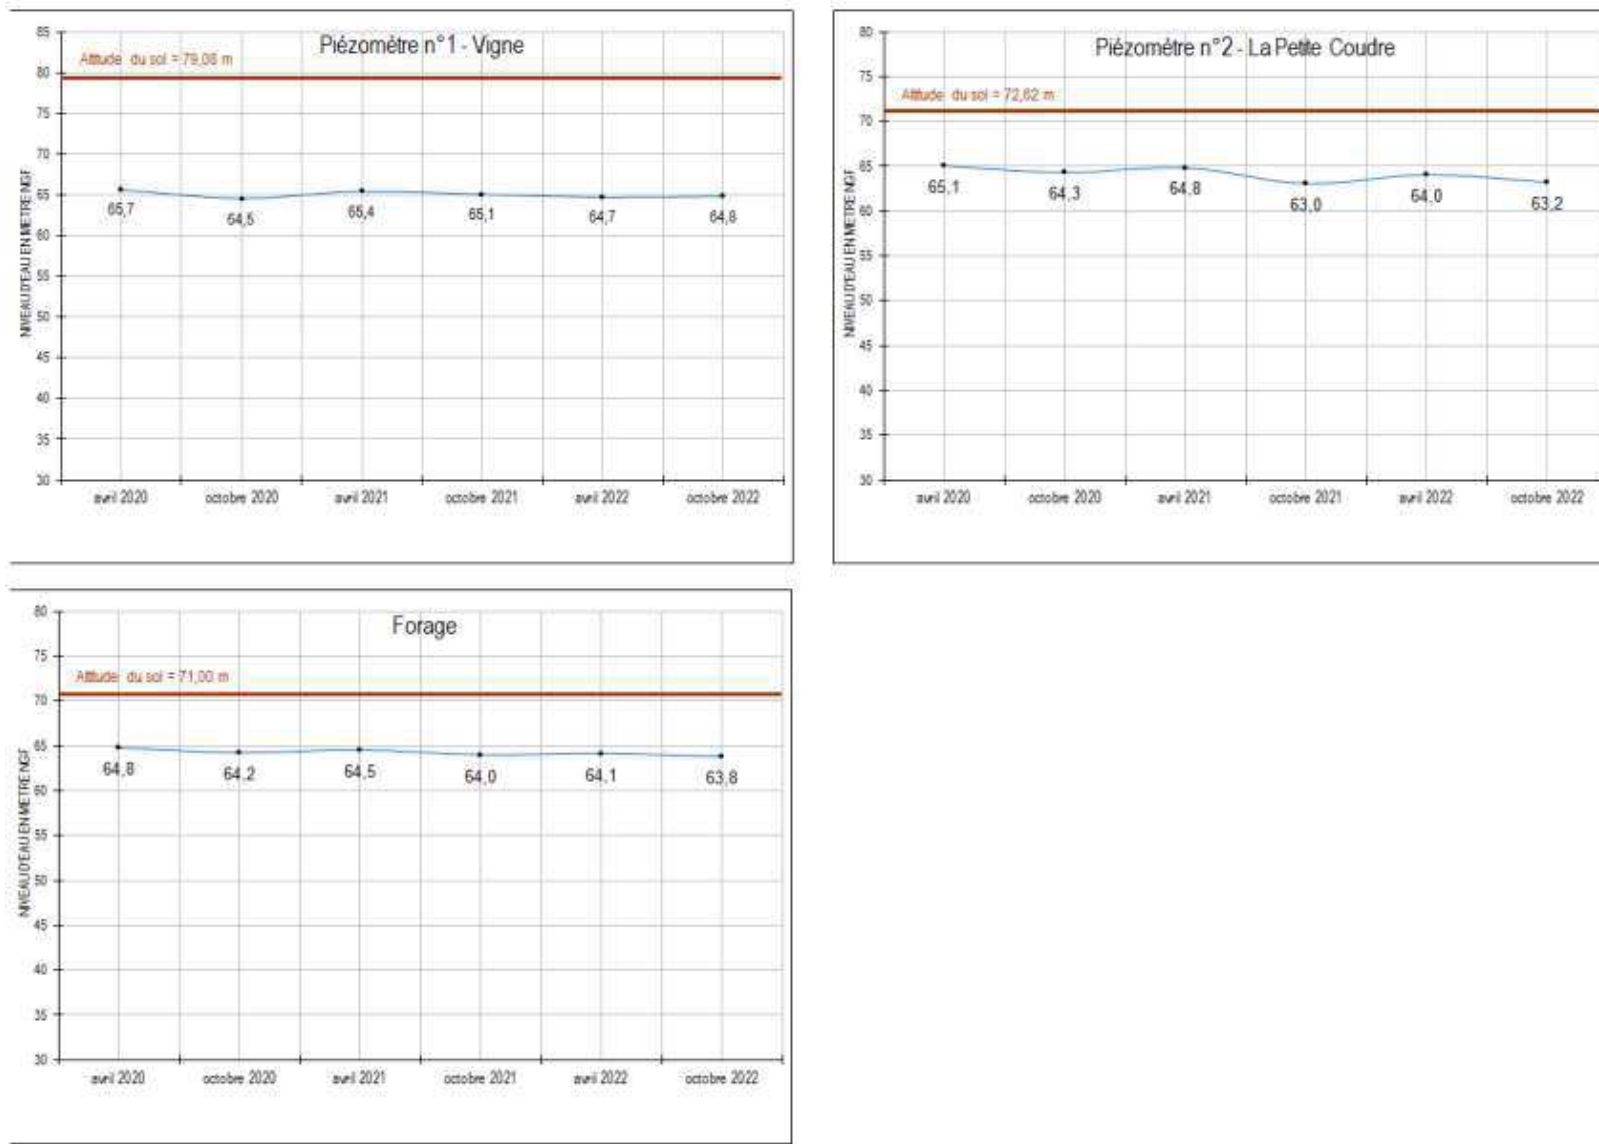 Piézométre n°1 - Vigne
Altitude du sol = 79,08 m
NIVEAU D'EAU EN METRE NGF
85
80
75
70
65
60
55
50
45
40
35
30
65,7
64,5
65,4
65,1
64,7
64,8
avril 2020
octobre 2020
avril 2021
octobre 2021
avril 2022
octobre 2022
Piézométre n°2 - La Petite Coudre
Altitude du sol = 72,62 m
NIVEAU D'EAU EN METRE NGF
80
75
70
65
60
55
50
45
40
35
30
65,1
64,3
64,8
63,0
64,0
63,2
avril 2020
octobre 2020
avril 2021
octobre 2021
avril 2022
octobre 2022
Forage
Altitude du sol = 71,00 m
NIVEAU D'EAU EN METRE NGF
80
75
70
65
60
55
50
45
40
35
30
64,8
64,2
64,5
64,0
64,1
63,8
avril 2020
octobre 2020
avril 2021
octobre 2021
avril 2022
octobre 2022